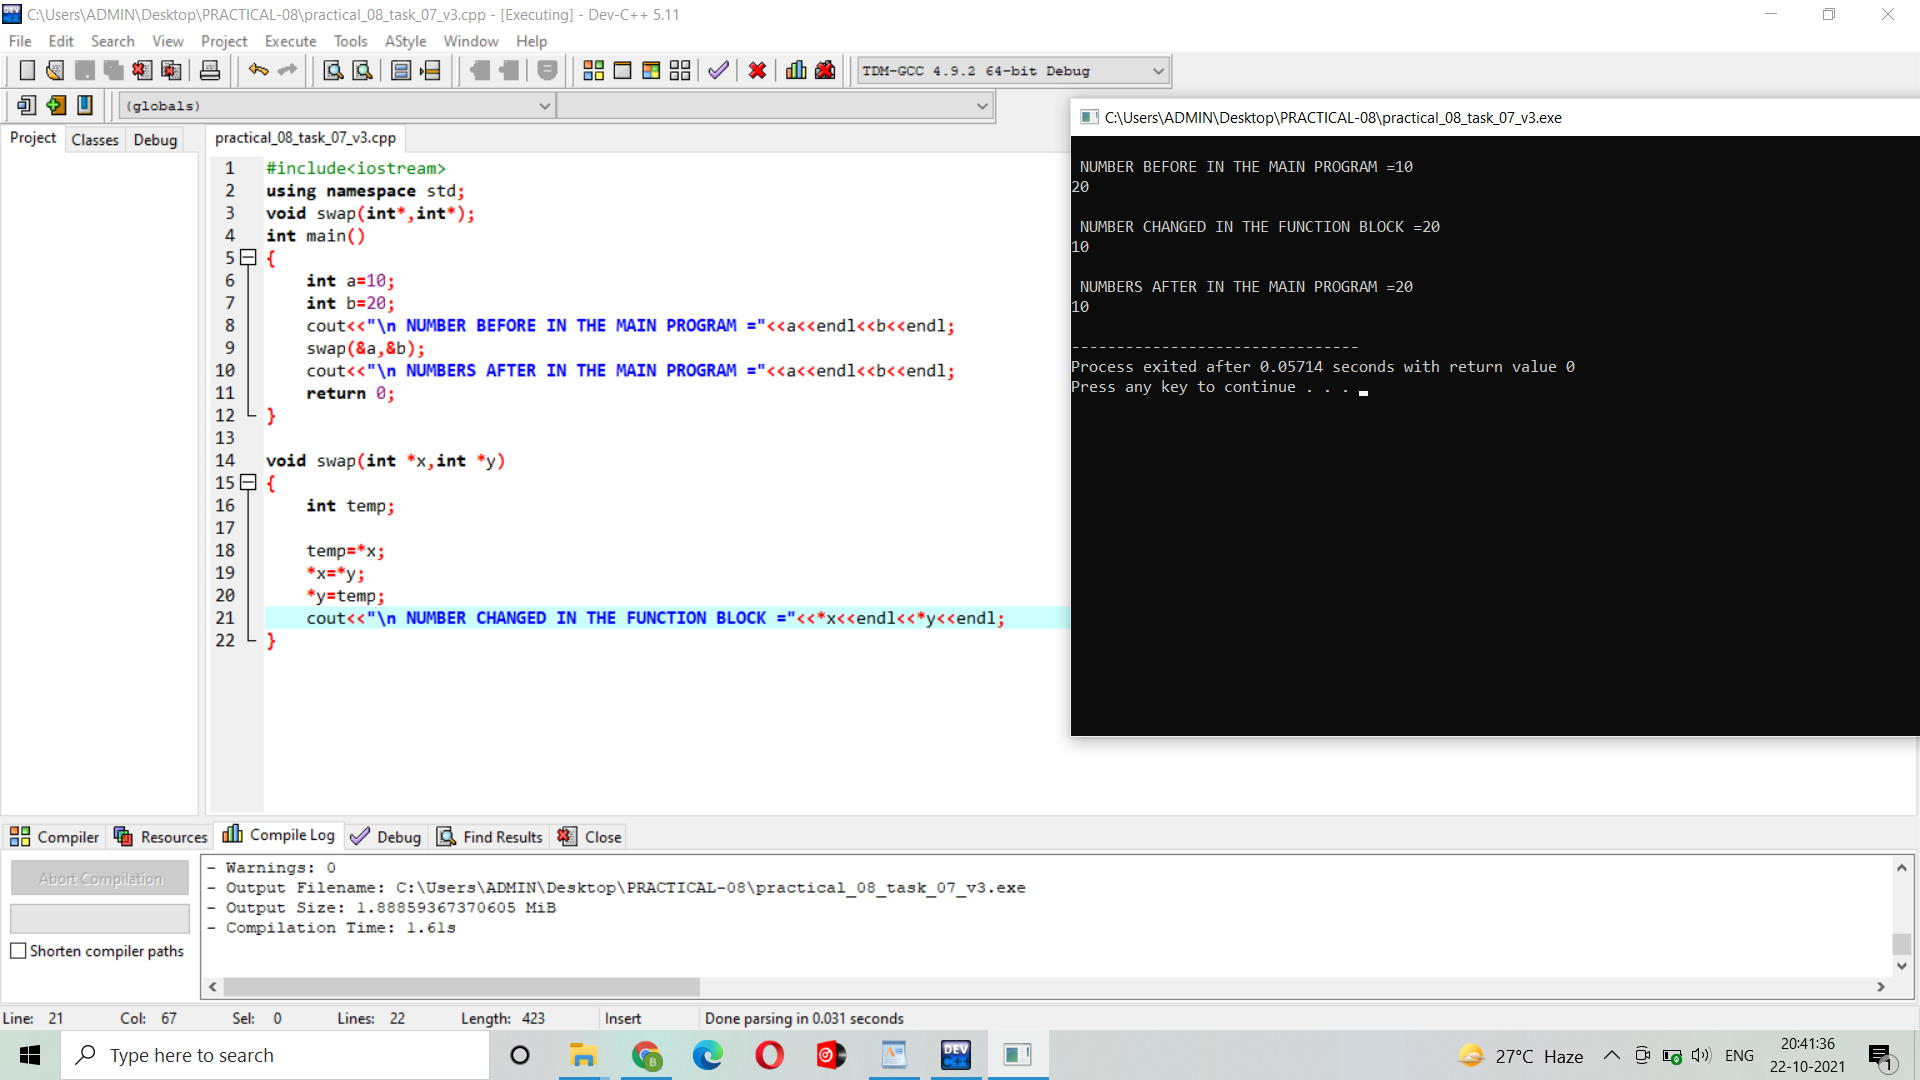 C:\Users\ADMIN\Desktop\PRACTICAL-08\practical_08_task_07_v3.cpp - [Executing] - Dev-C++ 5.11
File Edit Search View Project Execute Tools AStyle Window Help
TDM-GCC 4.9.2 64-bit Debug
(globals)
Project Classes Debug
practical_08_task_07_v3.cpp
1 #include<iostream>
2 using namespace std;
3 void swap(int*,int*);
4 int main()
5 {
6 int a=10;
7 int b=20;
8 cout<<"\n NUMBER BEFORE IN THE MAIN PROGRAM ="<<a<<endl<<b<<endl;
9 swap(&a,&b);
10 cout<<"\n NUMBERS AFTER IN THE MAIN PROGRAM ="<<a<<endl<<b<<endl;
11 return 0;
12 }
13
14 void swap(int *x,int *y)
15 {
16 int temp;
17
18 temp=*x;
19 *x=*y;
20 *y=temp;
21 cout<<"\n NUMBER CHANGED IN THE FUNCTION BLOCK ="<<*x<<endl<<*y<<endl;
22 }
C:\Users\ADMIN\Desktop\PRACTICAL-08\practical_08_task_07_v3.exe
NUMBER BEFORE IN THE MAIN PROGRAM =10
20
NUMBER CHANGED IN THE FUNCTION BLOCK =20
10
NUMBERS AFTER IN THE MAIN PROGRAM =20
10
--------------------------------
Process exited after 0.05714 seconds with return value 0
Press any key to continue . . .
Compiler Resources Compile Log Debug Find Results Close
Abort Compilation
Shorten compiler paths
- Warnings: 0
- Output Filename: C:\Users\ADMIN\Desktop\PRACTICAL-08\practical_08_task_07_v3.exe
- Output Size: 1.88859367370605 MiB
- Compilation Time: 1.61s
Line: 21 Col: 67 Sel: 0 Lines: 22 Length: 423 Insert Done parsing in 0.031 seconds
Type here to search
B
DEV C++
27°C Haze
ENG
20:41:36
22-10-2021
1